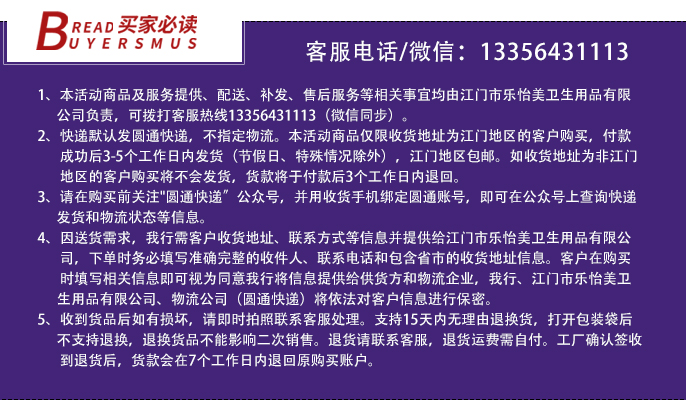 BREAD买家必读
BUYERSMUS
客服电话/微信：13356431113
1、本活动商品及服务提供、配送、补发、售后服务等相关事宜均由江门市乐怡美卫生用品有限
公司负责，可拨打客服热线13356431113（微信同步）。
2、快递默认发圆通快递，不指定物流。本活动商品仅限收货地址为江门地区的客户购买，付款
成功后3-5个工作日内发货（节假日、特殊情况除外），江门地区包邮。如收货地址为非江门
地区的客户购买将不会发货，货款将于付款后3个工作日内退回。
3、请在购买前关注"圆通快递”公众号，并用收货手机绑定圆通账号，即可在公众号上查询快递
发货和物流状态等信息。
4、因送货需求，我行需客户收货地址、联系方式等信息并提供给江门市乐怡美卫生用品有限公
司，下单时务必填写准确完整的收件人、联系电话和包含省市的收货地址信息。客户在购买
时填写相关信息即可视为同意我行将信息提供给供货方和物流企业，我行、江门市乐怡美卫
生用品有限公司、物流公司（圆通快递）将依法对客户信息进行保密。
5、收到货品后如有损坏，请即时拍照联系客服处理。支持15天内无理由退换货，打开包装袋后
不支持退换，退换货品不能影响二次销售。退货请联系客服，退货运费需自付。工厂确认签收
到退货后，货款会在7个工作日内退回原购买账户。